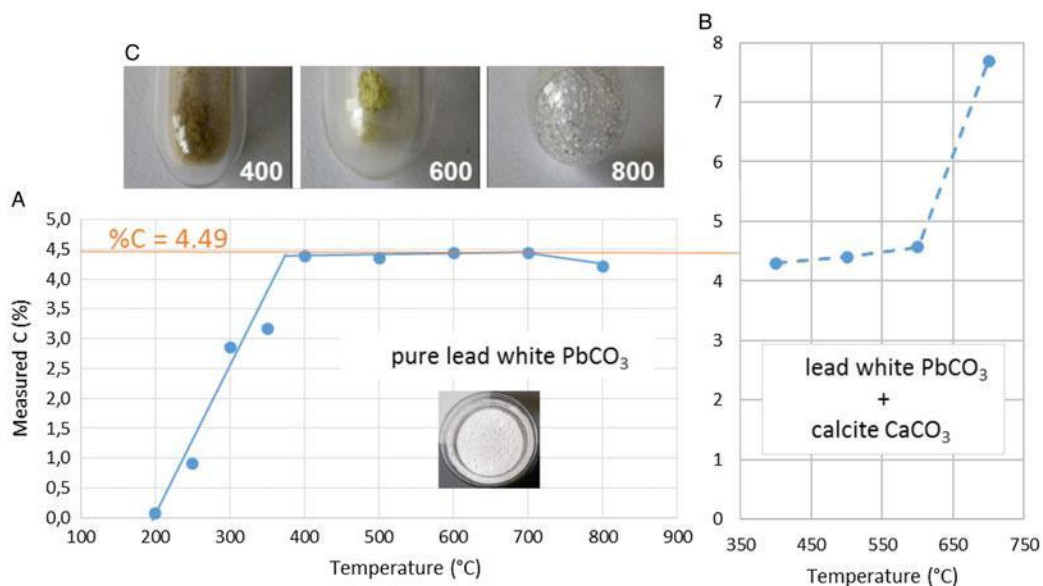 C
400
600
800
A
Measured C (%)
5,0
4,5
4,0
3,5
3,0
2,5
2,0
1,5
1,0
0,5
0,0
%C = 4.49
pure lead white PbCO₃
100 200 300 400 500 600 700 800 900
Temperature (°C)
B
8
7
6
5
4
3
2
1
0
lead white PbCO₃
+
calcite CaCO₃
350 450 550 650 750
Temperature (°C)